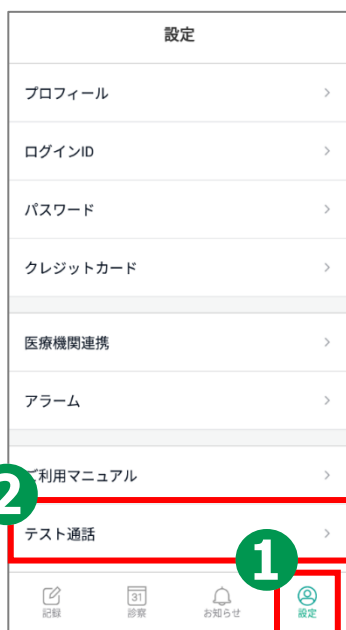 設定
プロフィール
ログインID
パスワード
クレジットカード
医療機関連携
アラーム
ご利用マニュアル
2
テスト通話
1
31
記録
診察
お知らせ
設定